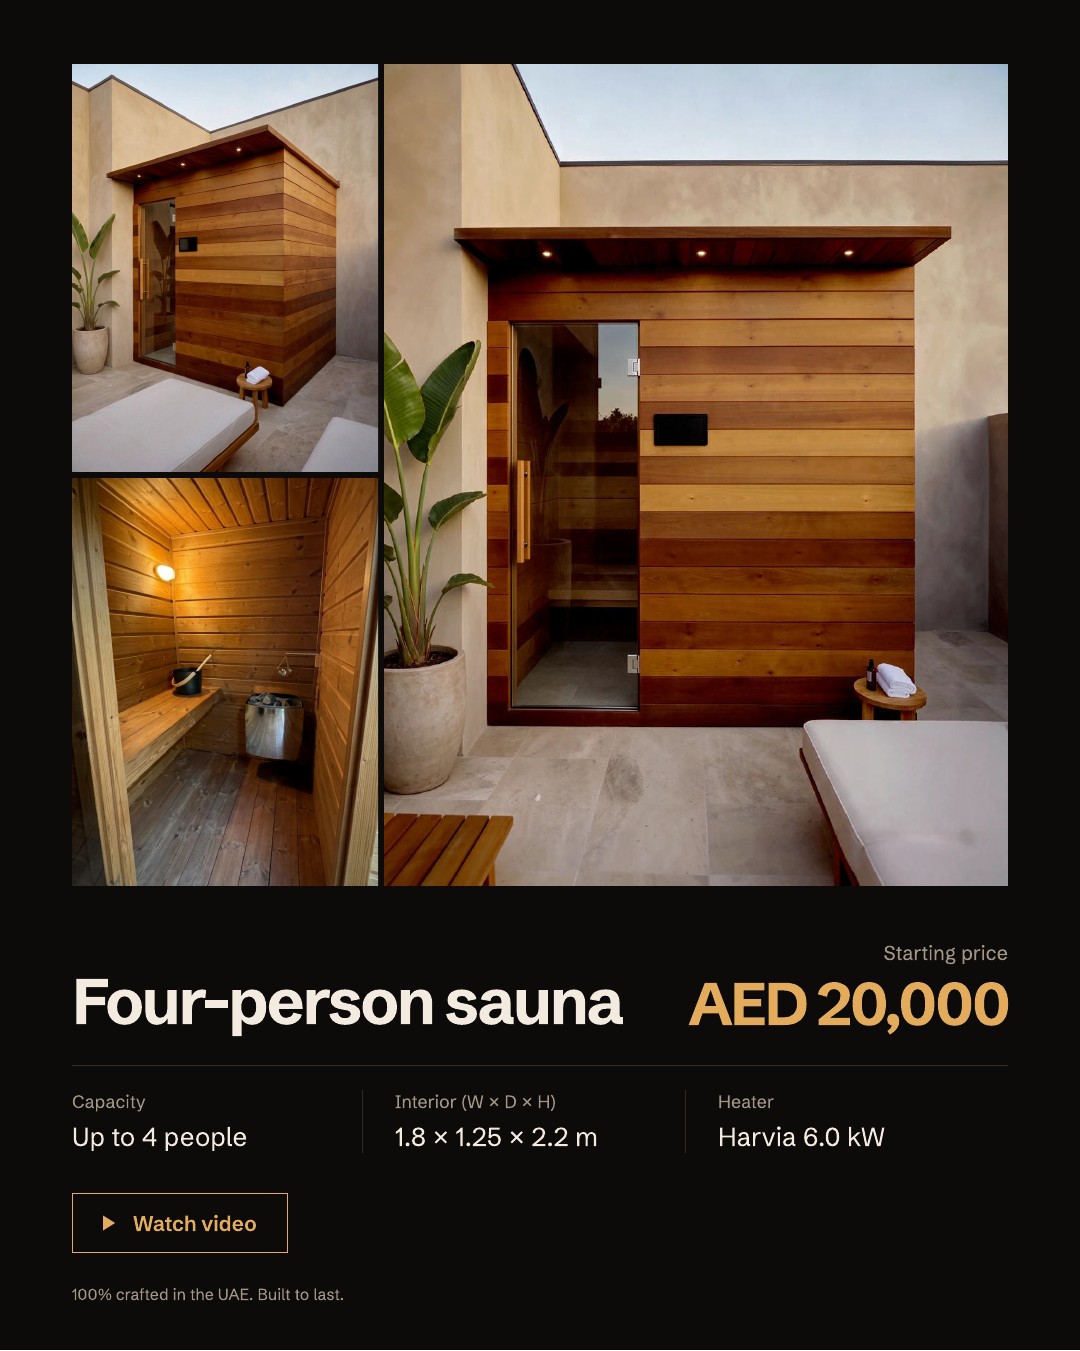 Starting price
Four-person sauna
AED 20,000
Capacity
Up to 4 people
Interior (W × D × H)
1.8 × 1.25 × 2.2 m
Heater
Harvia 6.0 kW
Watch video
100% crafted in the UAE. Built to last.